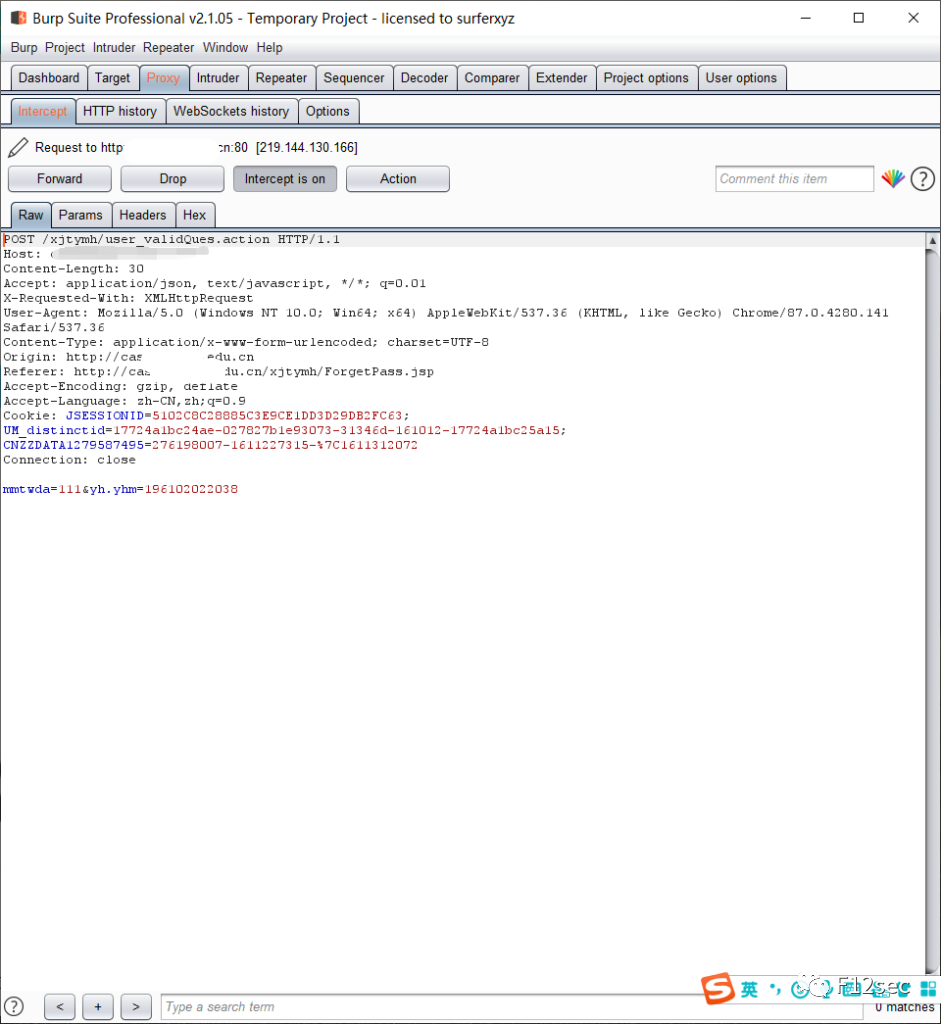 Burp Suite Professional v2.1.05 - Temporary Project - licensed to surferxyz
Burp Project Intruder Repeater Window Help
Dashboard Target Proxy Intruder Repeater Sequencer Decoder Comparer Extender Project options User options
Intercept HTTP history WebSockets history Options
Request to http cn:80 [219.144.130.166]
Forward Drop Intercept is on Action Comment this item ?
Raw Params Headers Hex
POST /xjtymh/user_validQues.action HTTP/1.1
Host:
Content-Length: 30
Accept: application/json, text/javascript, */*; q=0.01
X-Requested-With: XMLHttpRequest
User-Agent: Mozilla/5.0 (Windows NT 10.0; Win64; x64) AppleWebKit/537.36 (KHTML, like Gecko) Chrome/87.0.4280.141
Safari/537.36
Content-Type: application/x-www-form-urlencoded; charset=UTF-8
Origin: http://cas edu.cn
Referer: http://cas du.cn/xjtymh/ForgetPass.jsp
Accept-Encoding: gzip, deflate
Accept-Language: zh-CN,zh;q=0.9
Cookie: JSESSIONID=5102C8C28885C3E9CE1DD3D29DB2FC63;
UM_distinctid=17724a1bc24ae-027827b1e93073-31346d-161012-17724a1bc25a15;
CNZZDATA1279587495=276198007-1611227315-%7C1611312072
Connection: close
mmtwda=111&yh.yhm=196102022038
S 英 F12sec
? < + > Type a search term 0 matches